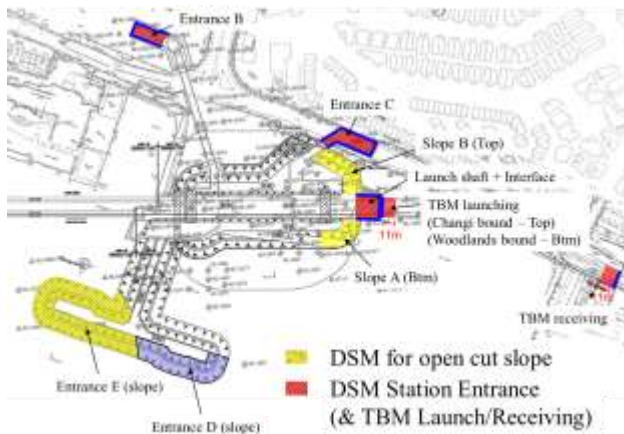 Entrance B
Entrance C
Slope B (Top)
Launch shaft + Interface
TBM launching
(Changi bound – Top)
(Woodlands bound – Btm)
11m
Slope A (Btm)
11m
TBM receiving
DSM for open cut slope
DSM Station Entrance
(& TBM Launch/Receiving)
Entrance E (slope)
Entrance D (slope)